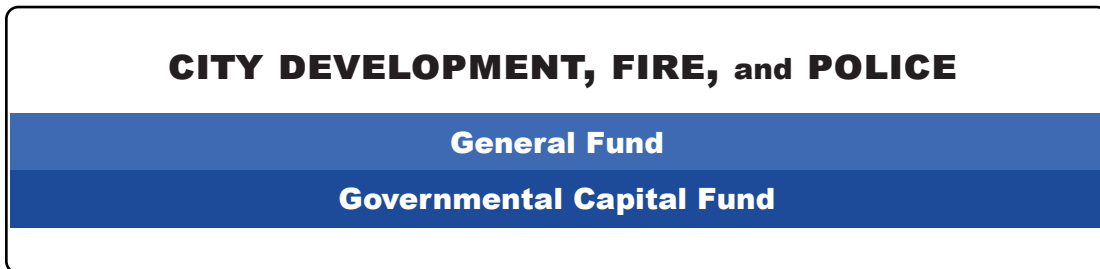 CITY DEVELOPMENT, FIRE, and POLICE
General Fund
Governmental Capital Fund